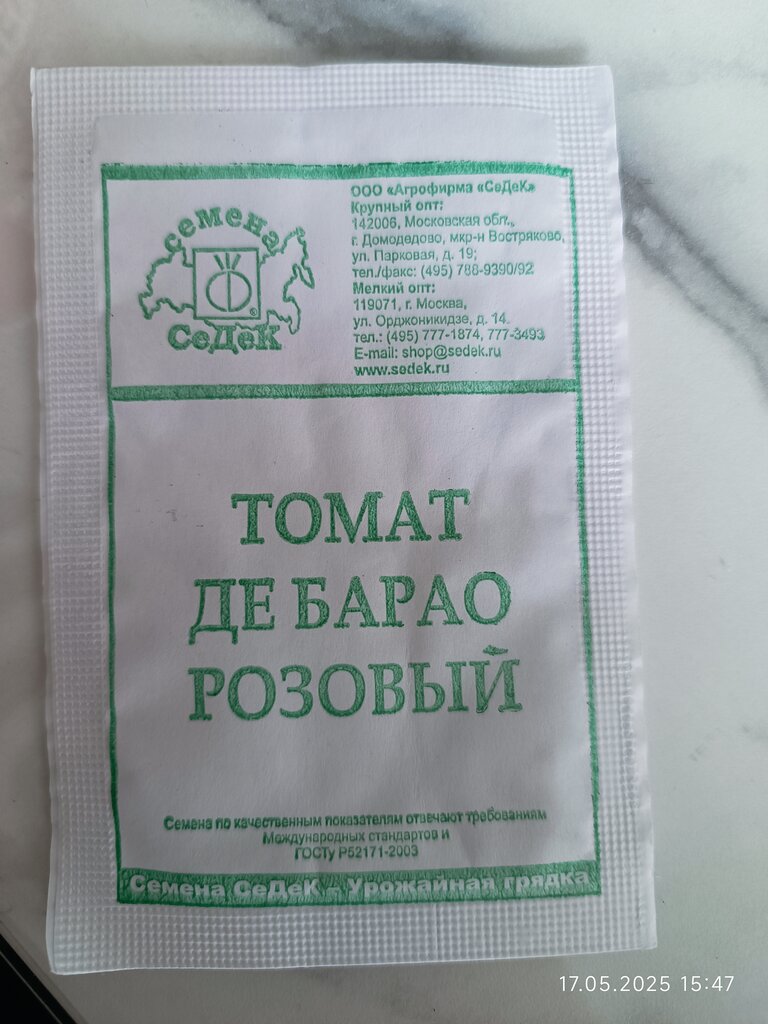 семена
СеДеК
ООО «Агрофирма «СеДеК»
Крупный опт:
142006, Московская обл.,
г. Домодедово, мкр-н Востряково,
ул. Парковая, д. 19;
тел./факс: (495) 788-9390/92
Мелкий опт:
119071, г. Москва,
ул. Орджоникидзе, д. 14.
тел.: (495) 777-1874, 777-3493
E-mail: shop@sedek.ru
www.sedek.ru
ТОМАТ
ДЕ БАРАО
РОЗОВЫЙ
Семена по качественным показателям отвечают требованиям
Международных стандартов и
ГОСТу Р52171-2003
Семена СеДеК - Урожайная грядка
17.05.2025 15:47